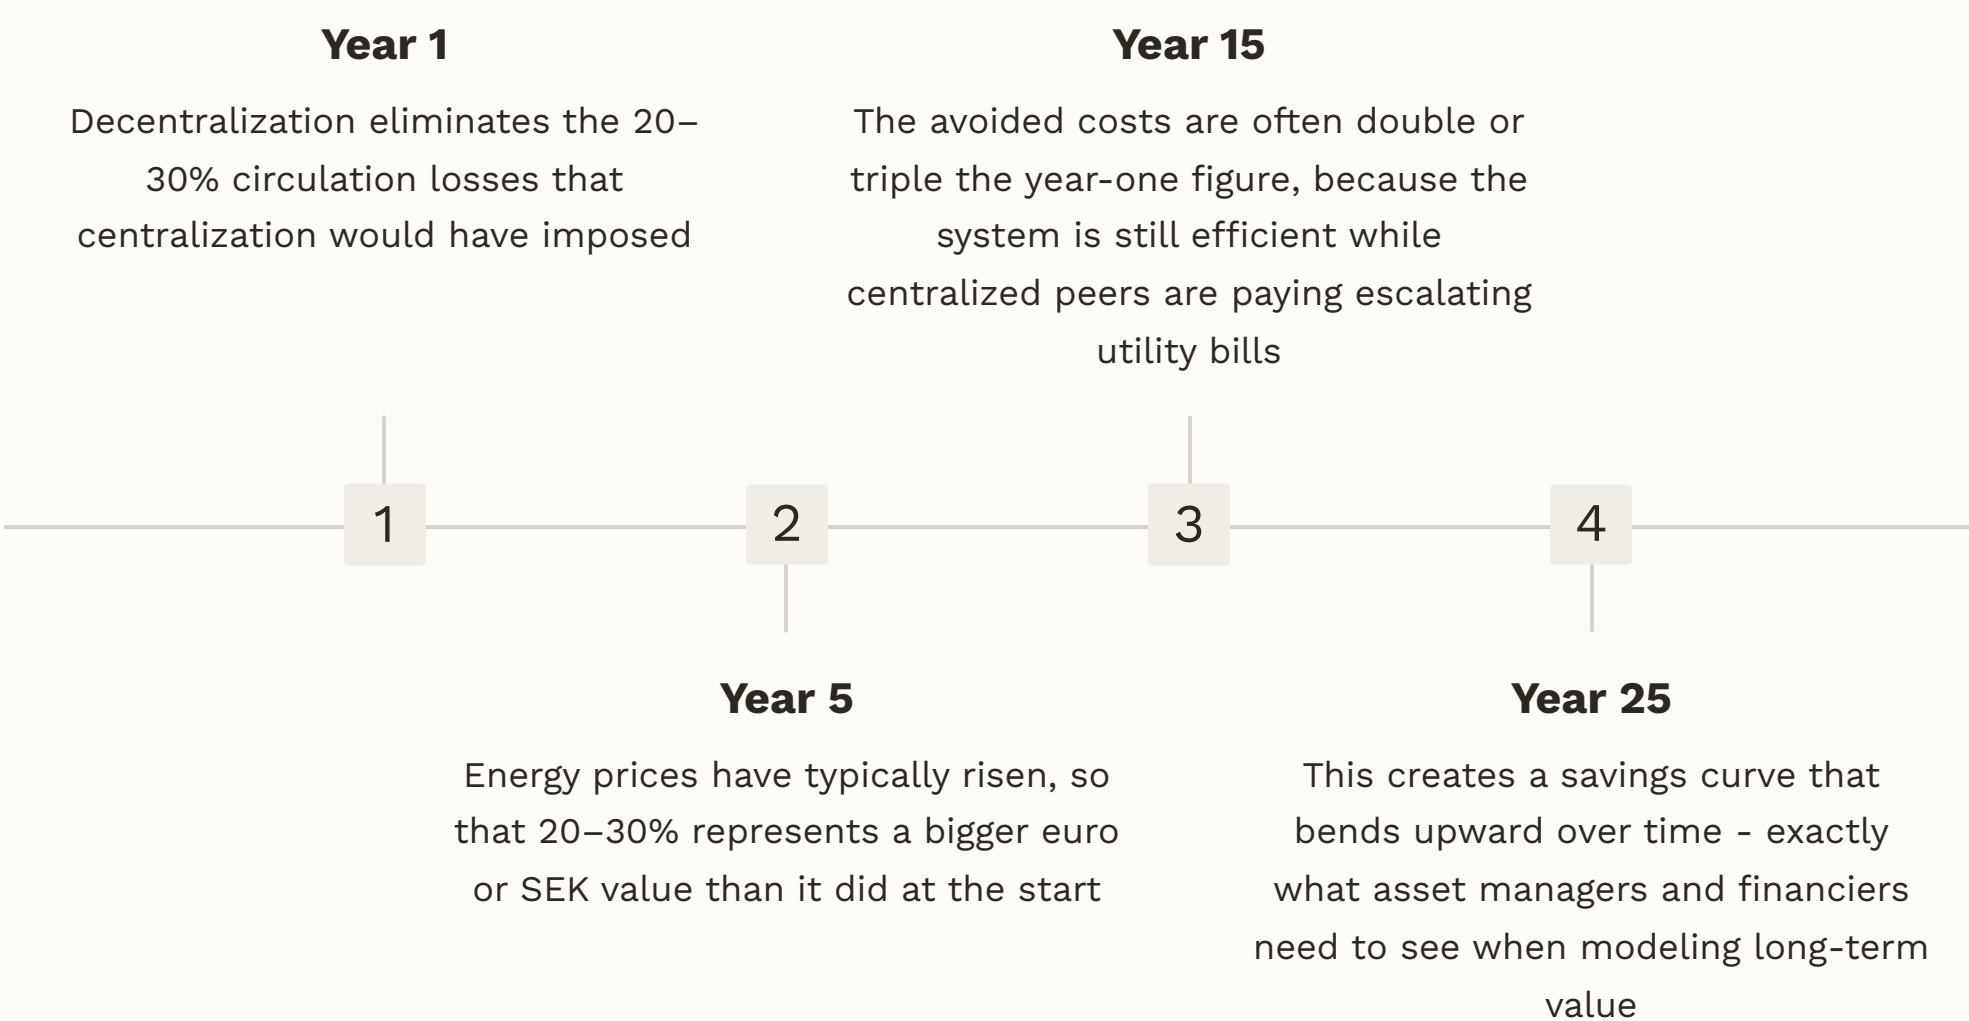 Year 1
Decentralization eliminates the 20–
30% circulation losses that
centralization would have imposed
Year 15
The avoided costs are often double or
triple the year-one figure, because the
system is still efficient while
centralized peers are paying escalating
utility bills
1
2
3
4
Year 5
Energy prices have typically risen, so
that 20–30% represents a bigger euro
or SEK value than it did at the start
Year 25
This creates a savings curve that
bends upward over time - exactly
what asset managers and financiers
need to see when modeling long-term
value